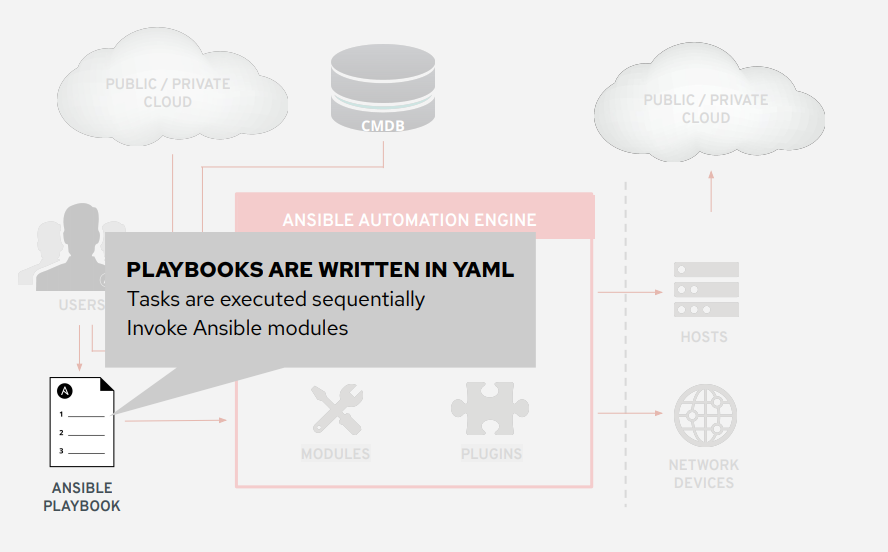 PUBLIC / PRIVATE
CLOUD
CMDB
PUBLIC / PRIVATE
CLOUD
ANSIBLE AUTOMATION ENGINE
USERS
PLAYBOOKS ARE WRITTEN IN YAML
Tasks are executed sequentially
Invoke Ansible modules
HOSTS
A
1
2
3
MODULES
PLUGINS
NETWORK
DEVICES
ANSIBLE
PLAYBOOK